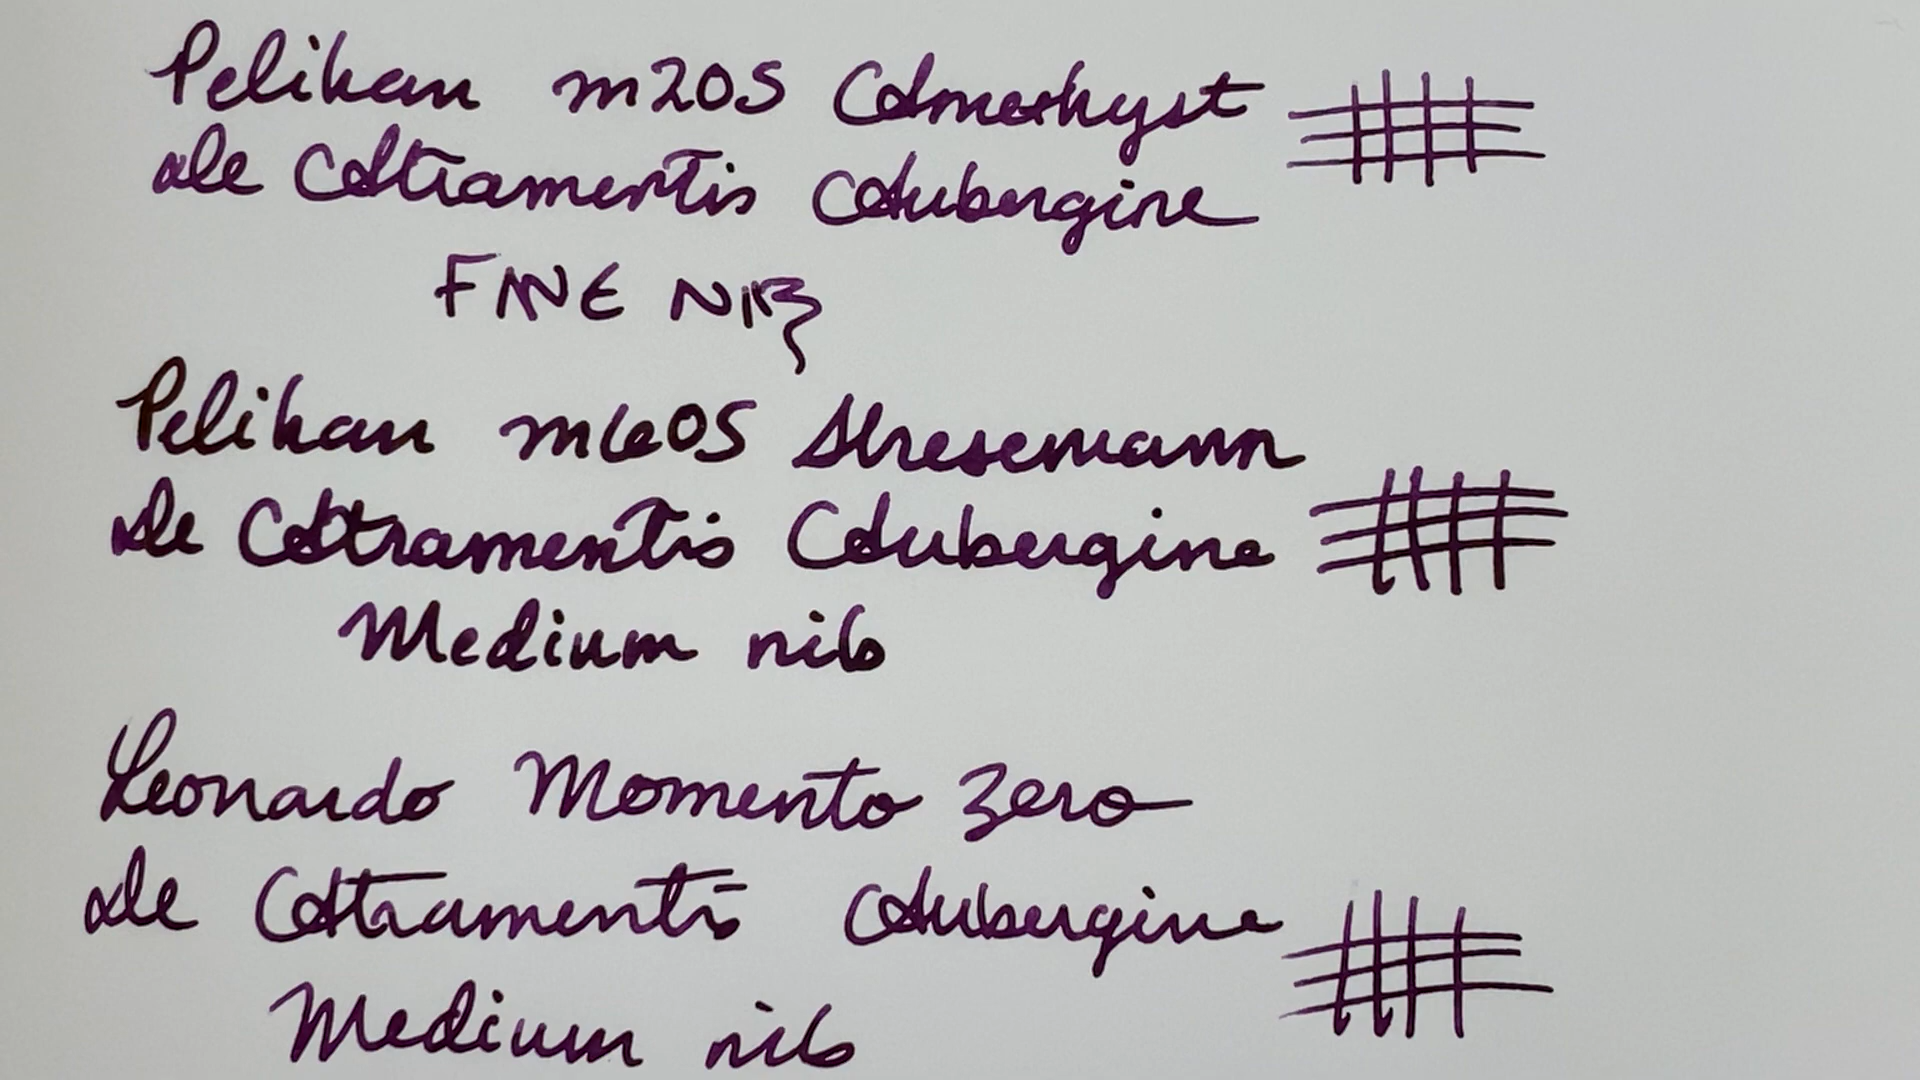 Pelikan m205 Amethyst
De Atramentis Aubergine
FINE NIB
Pelikan m605 Stresemann
De Atramentis Aubergine
Medium nib
Leonardo Momento Zero
De Atramentis Aubergine
Medium nib